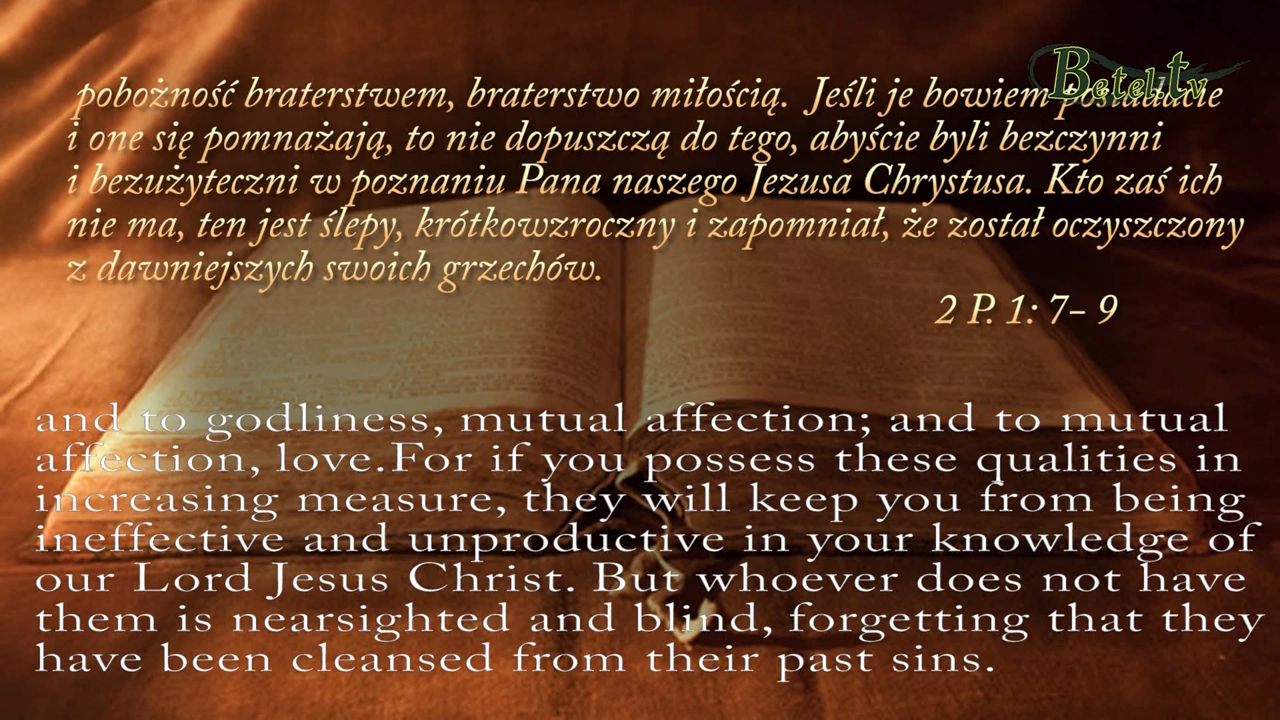 Betel.tv
pobożność braterstwem, braterstwo miłością. Jeśli je bowiem posiadacie
i one się pomnażają, to nie dopuszczą do tego, abyście byli bezczynni
i bezużyteczni w poznaniu Pana naszego Jezusa Chrystusa. Kto zaś ich
nie ma, ten jest ślepy, krótkowzroczny i zapomniał, że został oczyszczony
z dawniejszych swoich grzechów.
2 P. 1: 7– 9
and to godliness, mutual affection; and to mutual
affection, love.For if you possess these qualities in
increasing measure, they will keep you from being
ineffective and unproductive in your knowledge of
our Lord Jesus Christ. But whoever does not have
them is nearsighted and blind, forgetting that they
have been cleansed from their past sins.